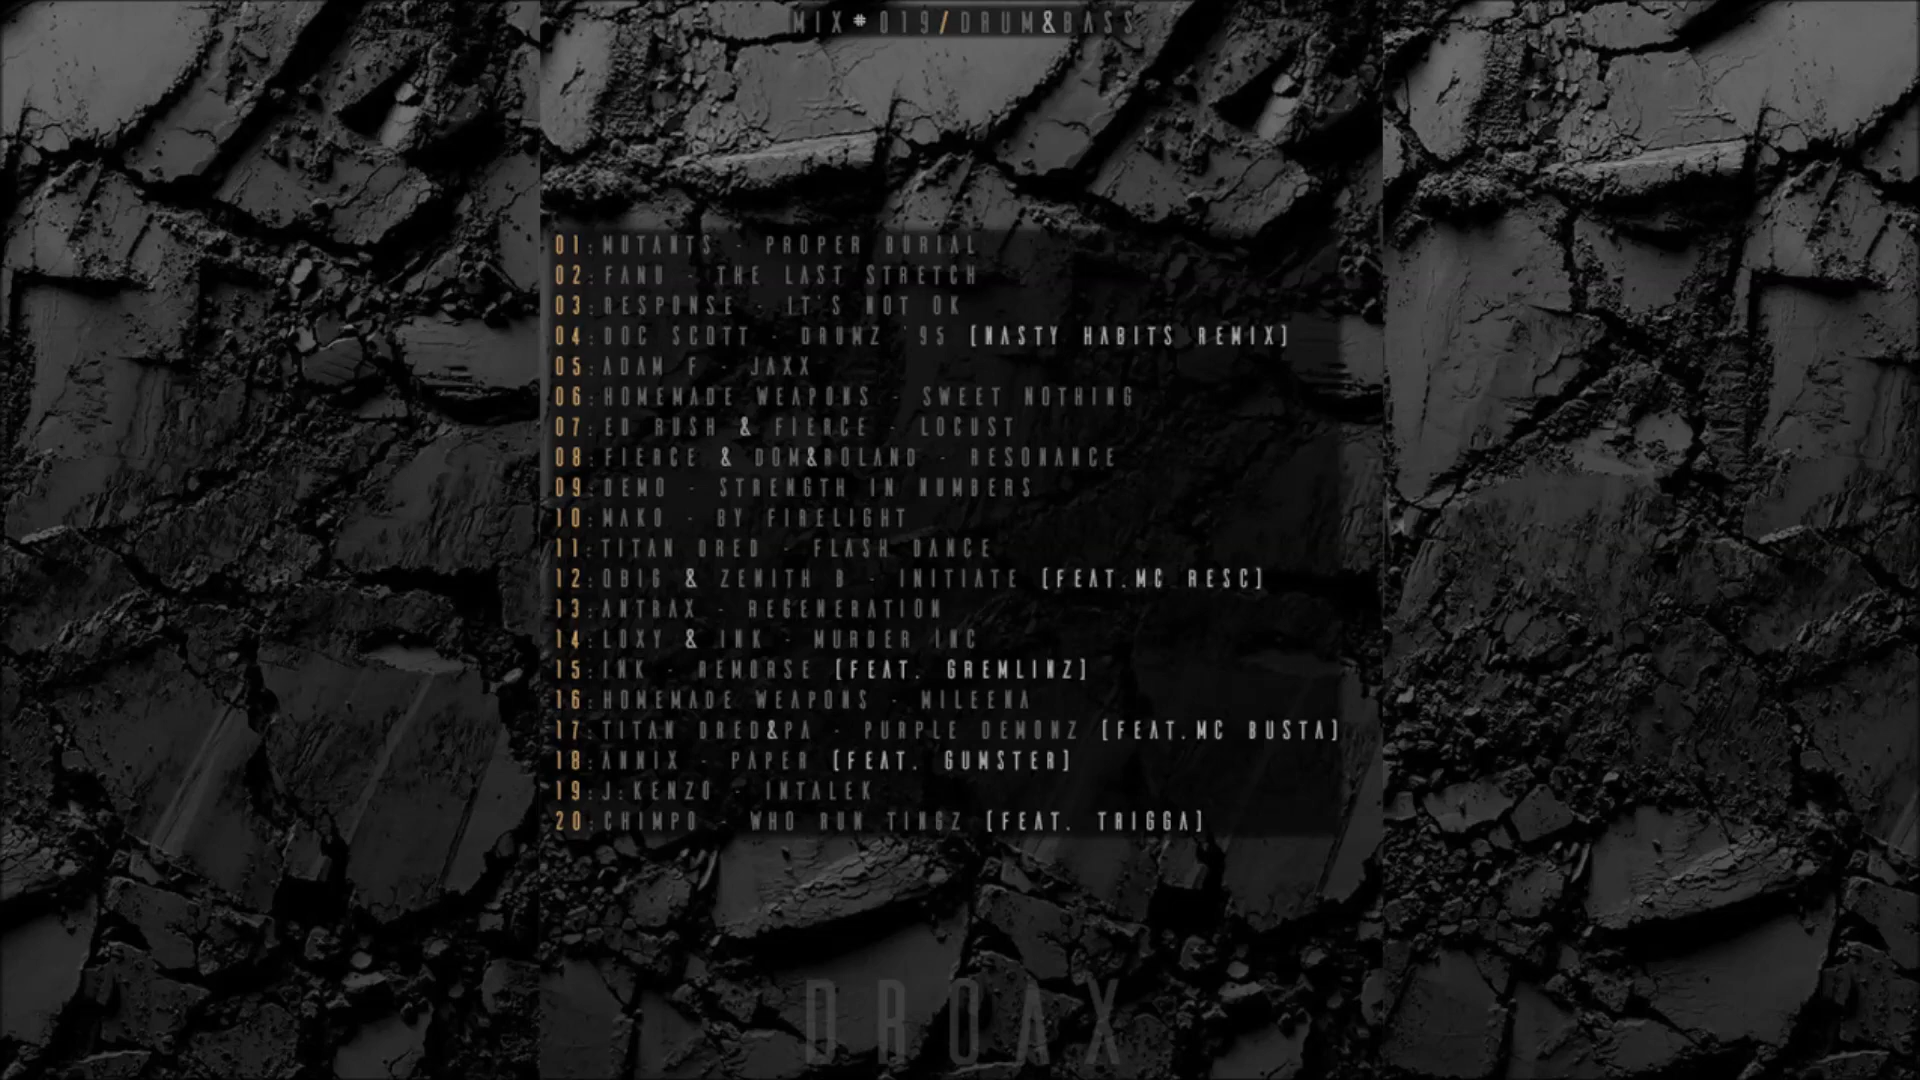 MIX#019/DRUM&BASS
01:MUTANTS - PROPER BURIAL
02:FANU - THE LAST STRETCH
03:RESPONSE - IT'S NOT OK
04:DOC SCOTT - DRUMZ '95 [NASTY HABITS REMIX]
05:ADAM F - JAXX
06:HOMEMADE WEAPONS - SWEET NOTHING
07:ED RUSH & FIERCE - LOCUST
08:FIERCE & DOM&ROLAND - RESONANCE
09:DEMO - STRENGTH IN NUMBERS
10:MAKO - BY FIRELIGHT
11:TITAN DRED - FLASH DANCE
12:QBIG & ZENITH B - INITIATE [FEAT.MC RESC]
13:ANTRAX - REGENERATION
14:LOXY & INK - MURDER INC
15:INK - REMORSE [FEAT. GREMLINZ]
16:HOMEMADE WEAPONS - MILEENA
17:TITAN DRED&PA - PURPLE DEMONZ [FEAT.MC BUSTA]
18:ANNIX - PAPER [FEAT. GUMSTER]
19:J:KENZO - INTALEK
20:CHIMPO - WHO RUN TINGZ [FEAT. TRIGGA]
DROAX